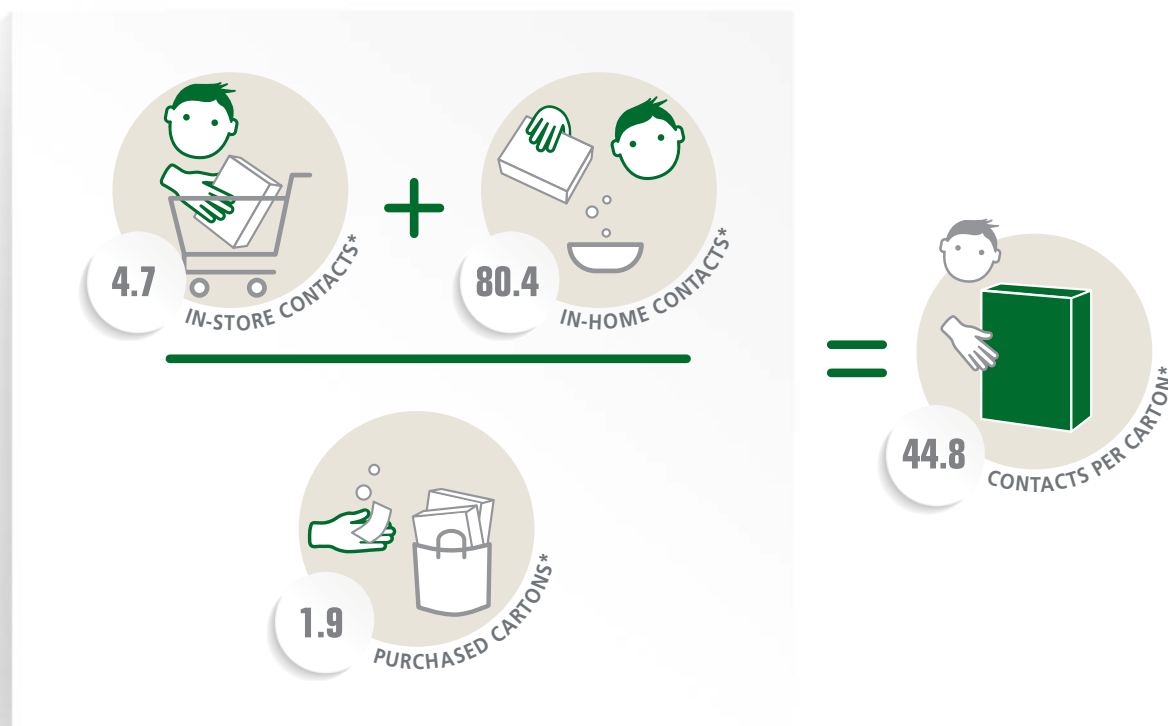 4.7
IN-STORE CONTACTS*
+
80.4
IN-HOME CONTACTS*
1.9
PURCHASED CARTONS*
=
44.8
CONTACTS PER CARTON*